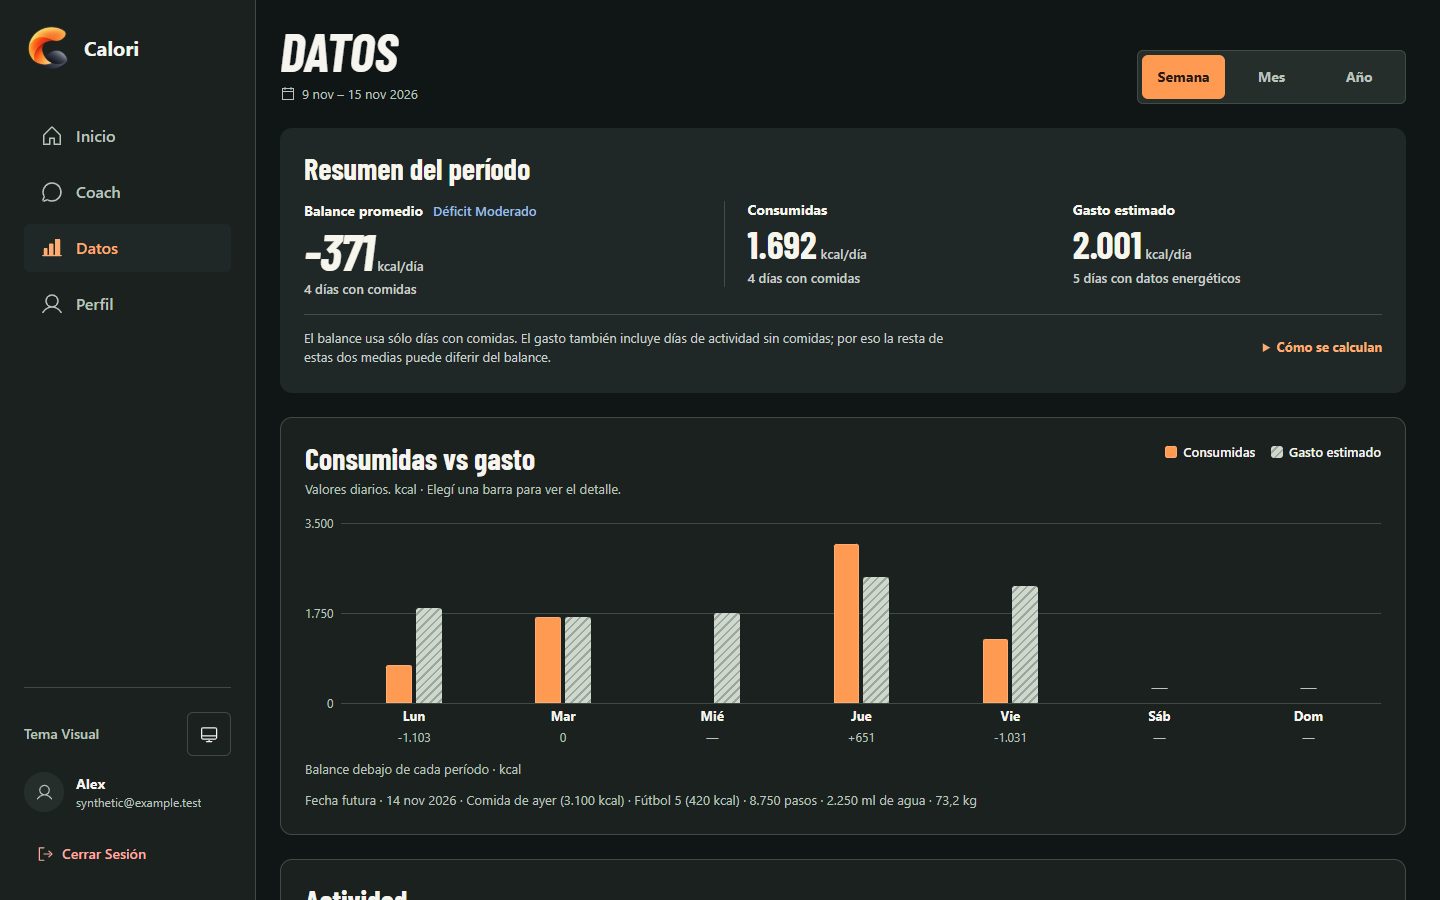 Calori
Inicio
Coach
Datos
Perfil
Tema Visual
Alex
synthetic@example.test
Cerrar Sesión
DATOS
9 nov – 15 nov 2026
Semana
Mes
Año
Resumen del período
Balance promedio Déficit Moderado
-371 kcal/día
4 días con comidas
Consumidas
1.692 kcal/día
4 días con comidas
Gasto estimado
2.001 kcal/día
5 días con datos energéticos
El balance usa sólo días con comidas. El gasto también incluye días de actividad sin comidas; por eso la resta de
estas dos medias puede diferir del balance.
Cómo se calculan
Consumidas vs gasto
Consumidas
Gasto estimado
Valores diarios. kcal · Elegí una barra para ver el detalle.
3.500
1.750
0
Lun Mar Mié Jue Vie Sáb Dom
-1.103 0 — +651 -1.031 — —
Balance debajo de cada período · kcal
Fecha futura · 14 nov 2026 · Comida de ayer (3.100 kcal) · Fútbol 5 (420 kcal) · 8.750 pasos · 2.250 ml de agua · 73,2 kg
Actividad